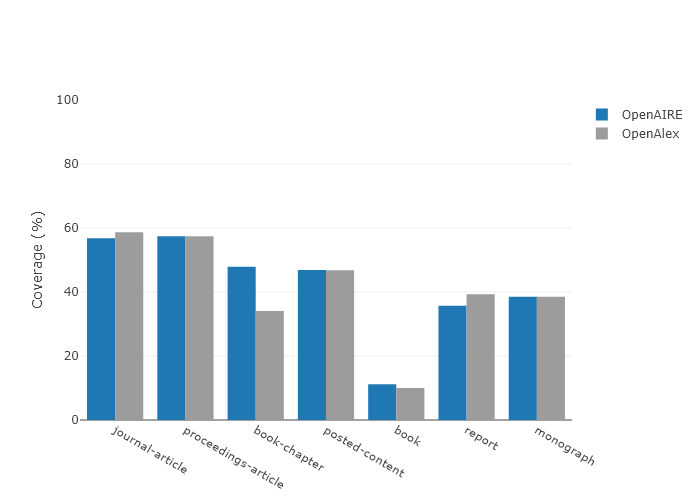 100
80
60
40
20
0
Coverage (%)
OpenAIRE
OpenAlex
journal-article
proceedings-article
book-chapter
posted-content
book
report
monograph